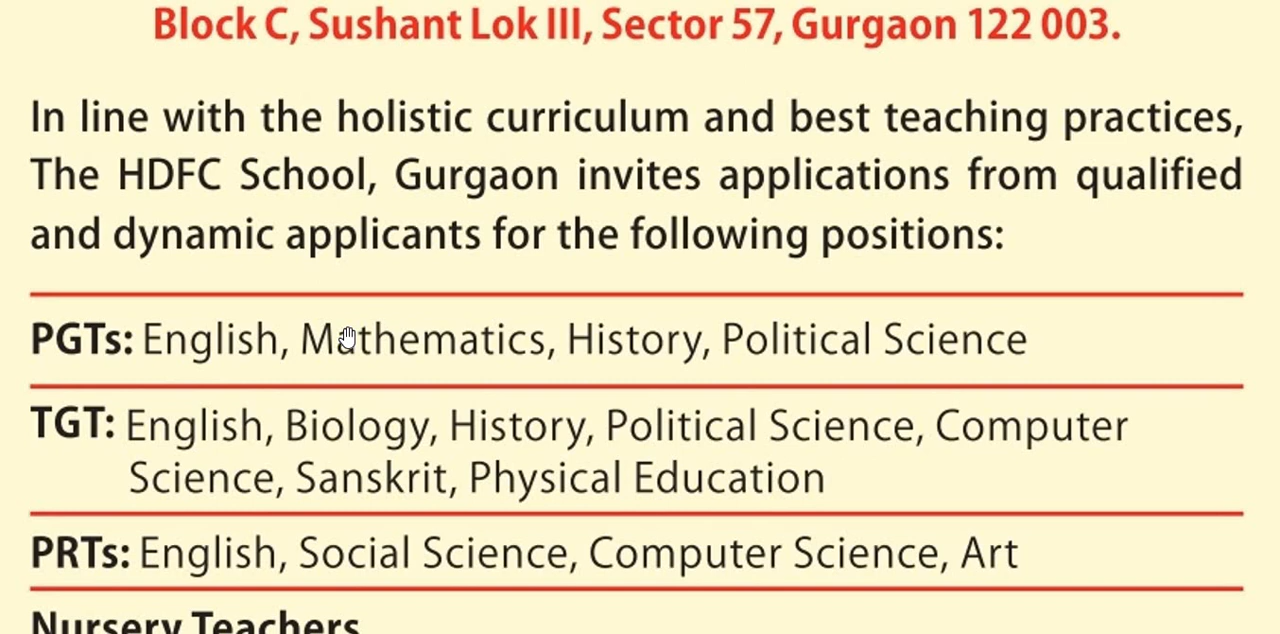 Block C, Sushant Lok III, Sector 57, Gurgaon 122 003.
In line with the holistic curriculum and best teaching practices,
The HDFC School, Gurgaon invites applications from qualified
and dynamic applicants for the following positions:
PGTs: English, Mathematics, History, Political Science
TGT: English, Biology, History, Political Science, Computer
Science, Sanskrit, Physical Education
PRTs: English, Social Science, Computer Science, Art
Nursery Teachers